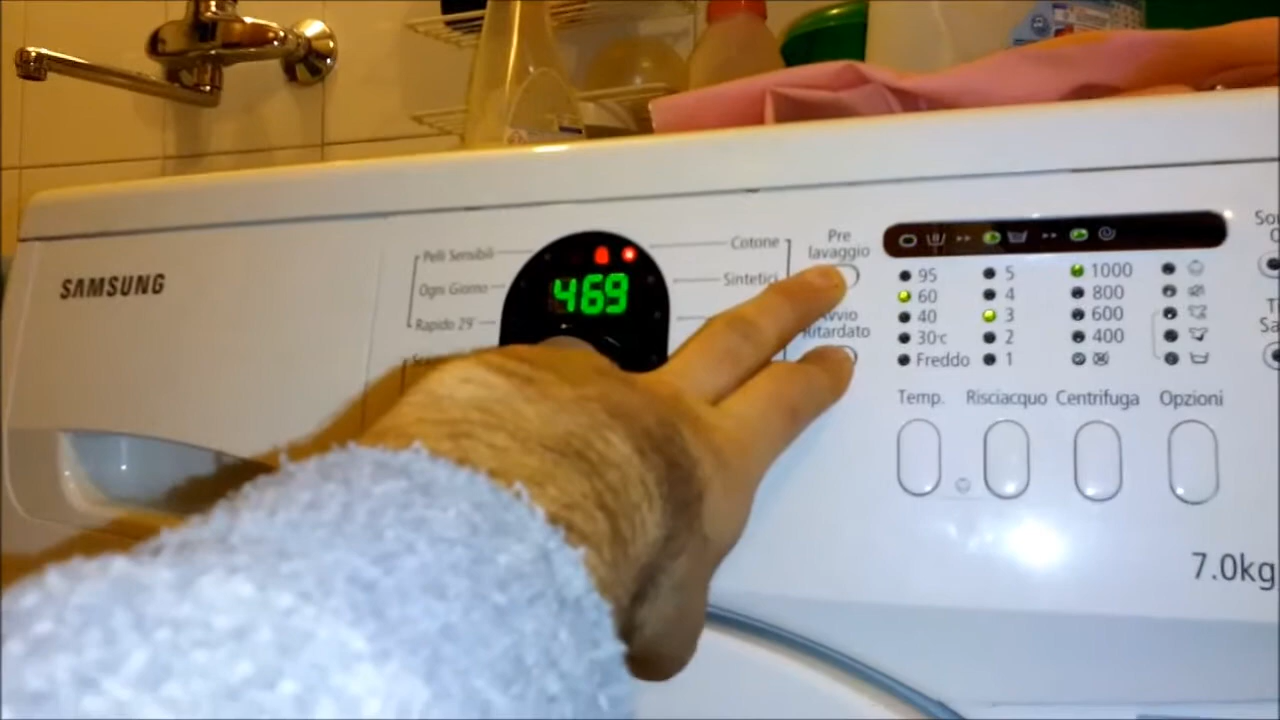 SAMSUNG
Pelli Sensibili
Ogni Giorno
Rapido 29'
469
Cotone
Sintetici
Pre
lavaggio
Ritardato
95
60
40
30°c
Freddo
5
4
3
2
1
1000
800
600
400
Temp.
Risciacquo
Centrifuga
Opzioni
7.0kg